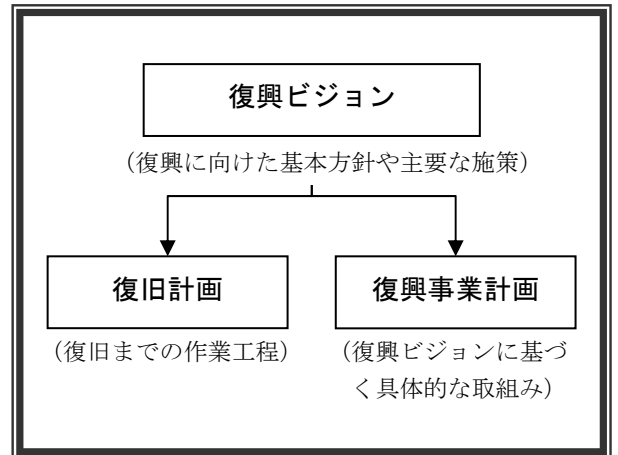 復興ビジョン
（復興に向けた基本方針や主要な施策）
復旧計画
復興事業計画
（復旧までの作業工程）
（復興ビジョンに基づ
く具体的な取組み）